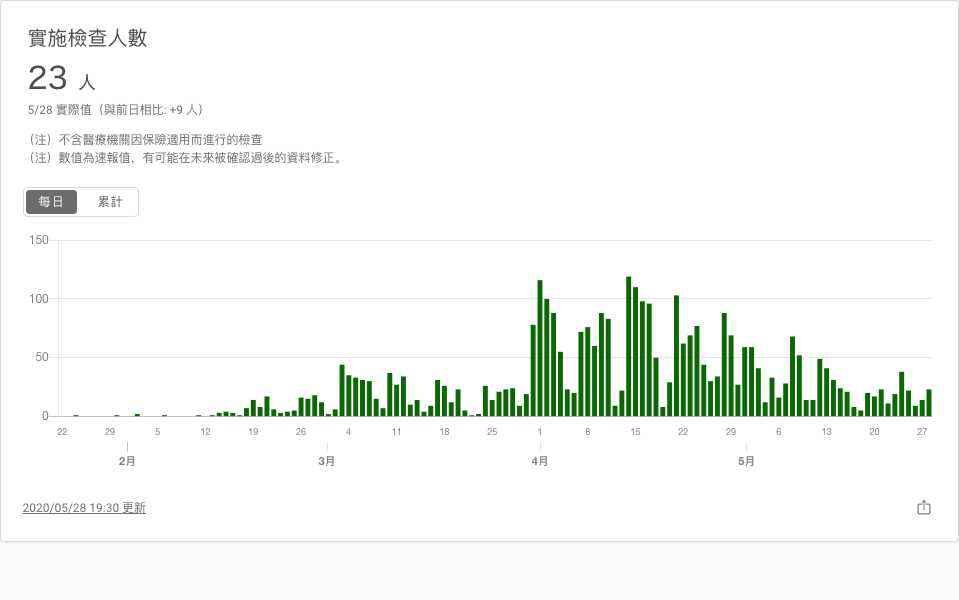 實施檢查人數
23 人
5/28 實際值（與前日相比: +9 人）
（注）不含醫療機關因保險適用而進行的檢查
（注）數值為速報值，有可能在未來被確認過後的資料修正。
每日 累計
150
100
50
0
22 29 5 12 19 26 4 11 18 25 1 8 15 22 29 6 13 20 27
2月 3月 4月 5月
2020/05/28 19:30 更新